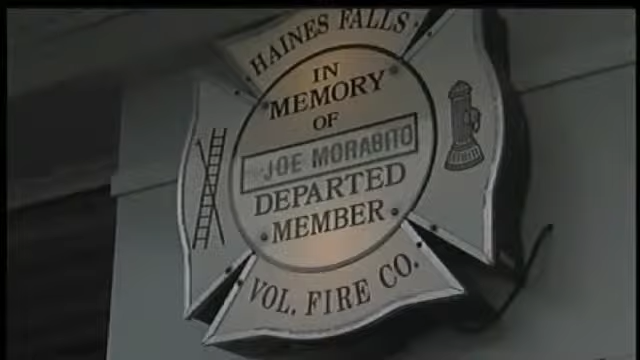 HAINES FALLS
IN
MEMORY
OF
JOE MORABITO
DEPARTED
MEMBER
VOL. FIRE CO.